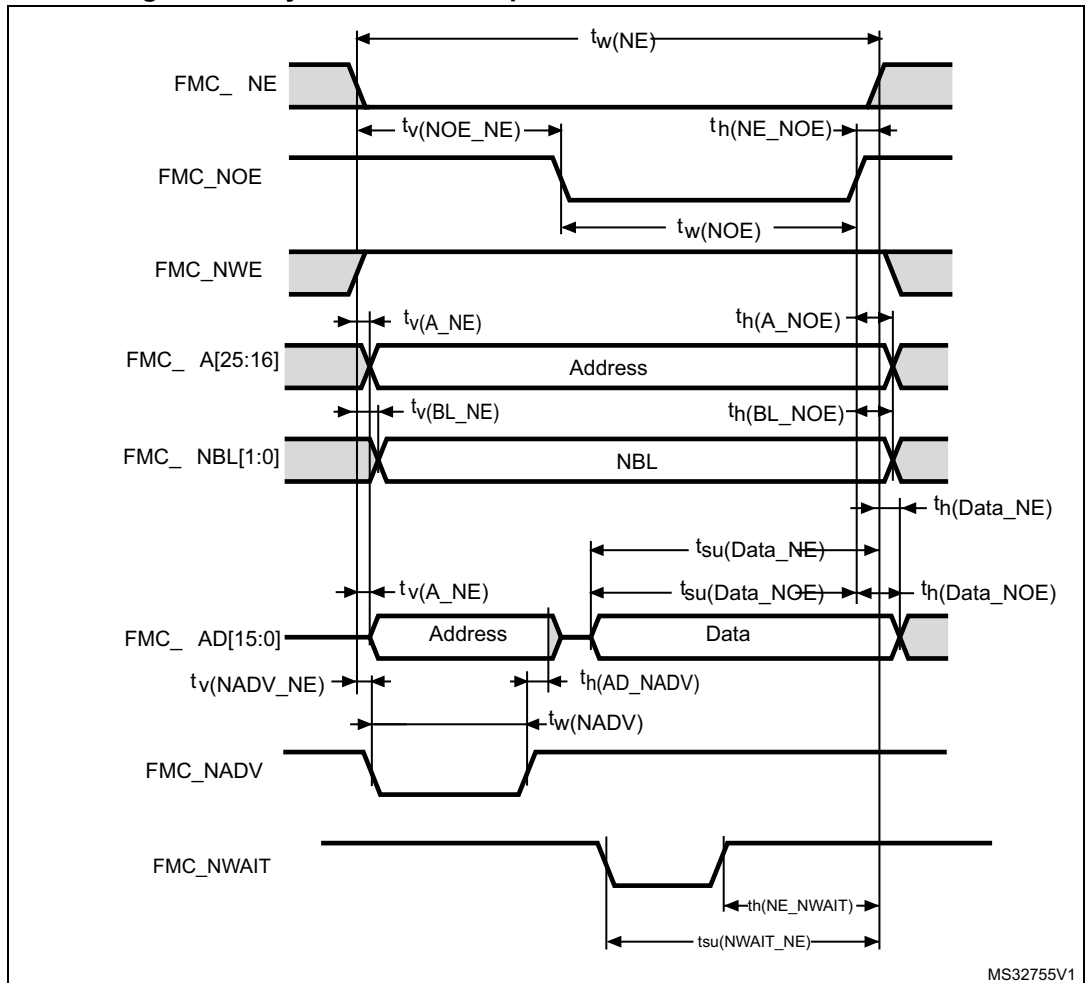 tw(NE)
FMC_ NE
tv(NOE_NE)
th(NE_NOE)
FMC_NOE
tw(NOE)
FMC_NWE
tv(A_NE)
th(A_NOE)
FMC_ A[25:16]
Address
tv(BL_NE)
th(BL_NOE)
FMC_ NBL[1:0]
NBL
th(Data_NE)
tsu(Data_NE)
tv(A_NE)
tsu(Data_NOE)
th(Data_NOE)
FMC_ AD[15:0]
Address
Data
tv(NADV_NE)
th(AD_NADV)
tw(NADV)
FMC_NADV
FMC_NWAIT
th(NE_NWAIT)
tsu(NWAIT_NE)
MS32755V1